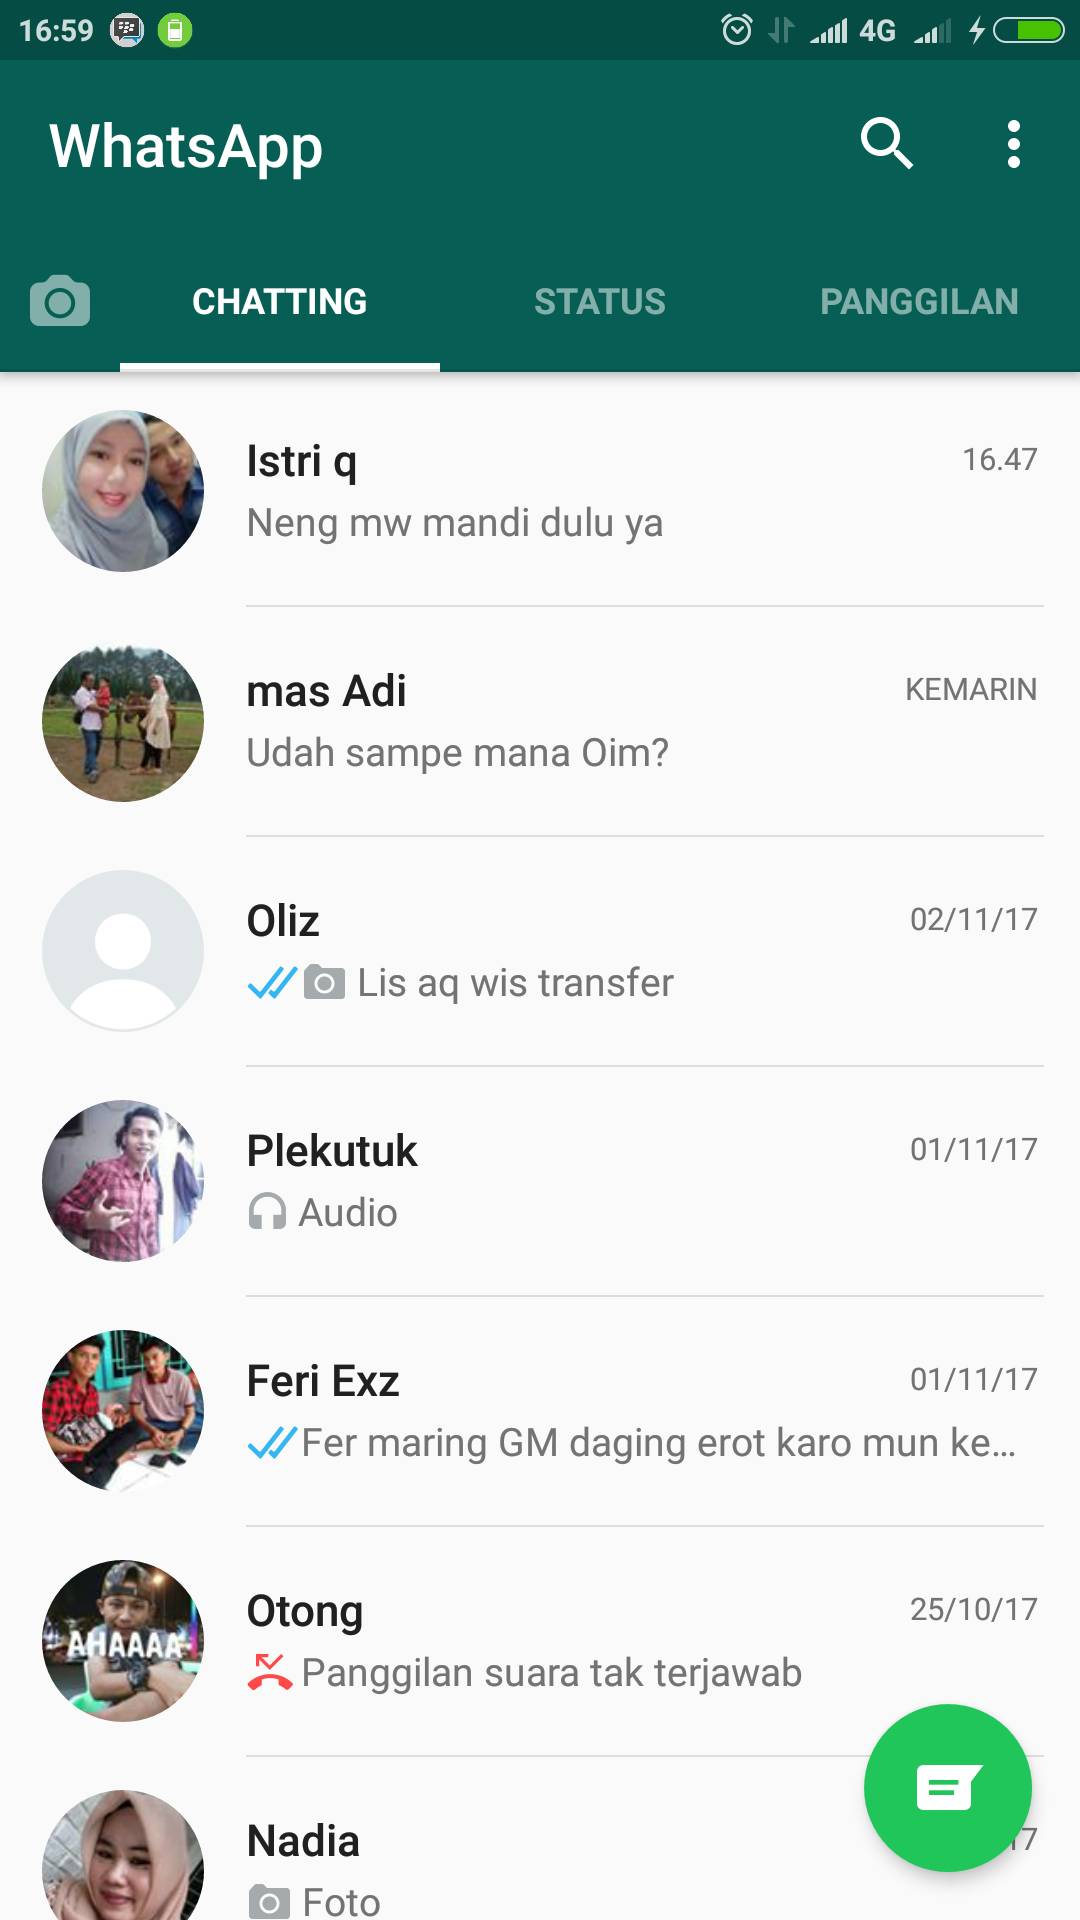 16:59
4G
WhatsApp
CHATTING
STATUS
PANGGILAN
Istri q
16.47
Neng mw mandi dulu ya
mas Adi
KEMARIN
Udah sampe mana Oim?
Oliz
02/11/17
Lis aq wis transfer
Plekutuk
01/11/17
Audio
Feri Exz
01/11/17
Fer maring GM daging erot karo mun ke...
AHAAAA
Otong
25/10/17
Panggilan suara tak terjawab
Nadia
17
Foto